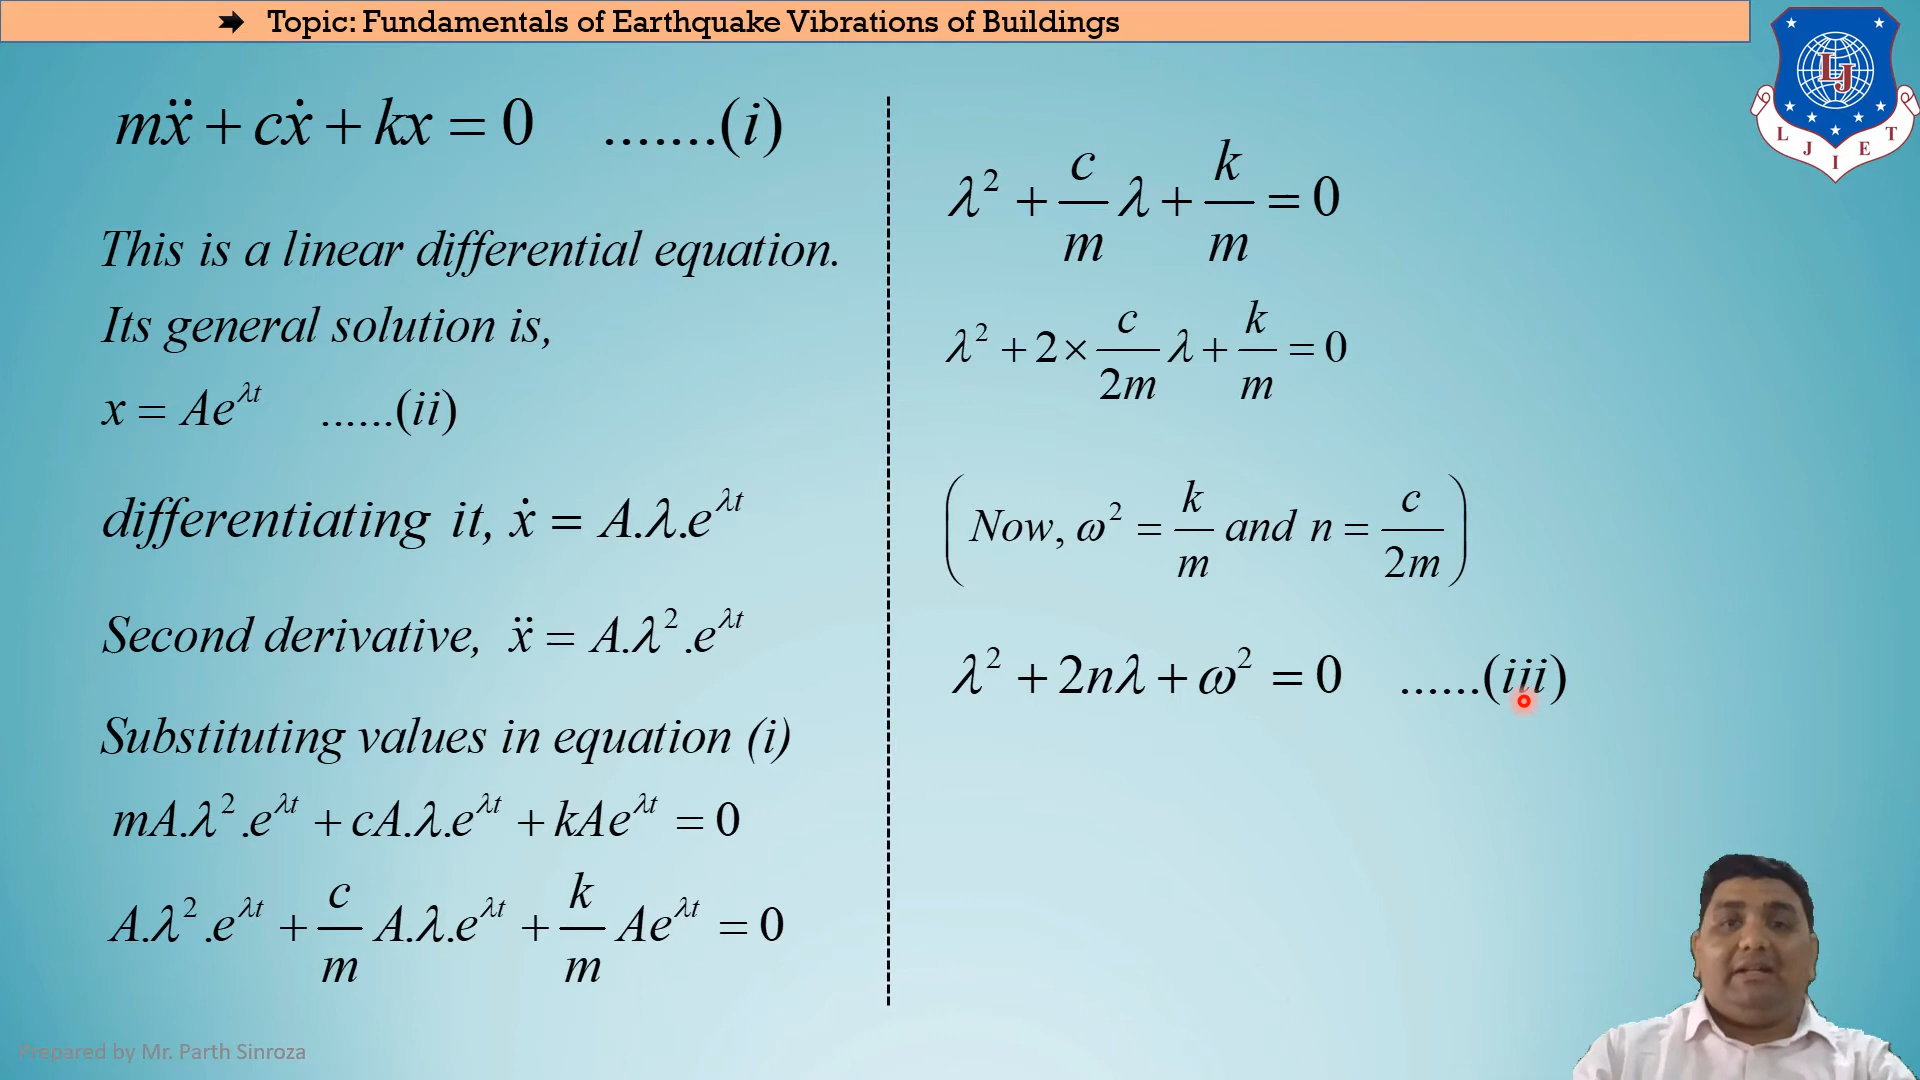 ➨ Topic: Fundamentals of Earthquake Vibrations of Buildings
LJ
L J I E T
mẍ + cẋ + kx = 0 .......(i)
This is a linear differential equation.
Its general solution is,
x = Ae^{λt} ......(ii)
differentiating it, ẋ = A.λ.e^{λt}
Second derivative, ẍ = A.λ².e^{λt}
Substituting values in equation (i)
mA.λ².e^{λt} + cA.λ.e^{λt} + kAe^{λt} = 0
A.λ².e^{λt} + c/m A.λ.e^{λt} + k/m Ae^{λt} = 0
λ² + c/m λ + k/m = 0
λ² + 2 × c/2m λ + k/m = 0
(Now, ω² = k/m and n = c/2m)
λ² + 2nλ + ω² = 0 ......(iii)
Prepared by Mr. Parth Sinroza